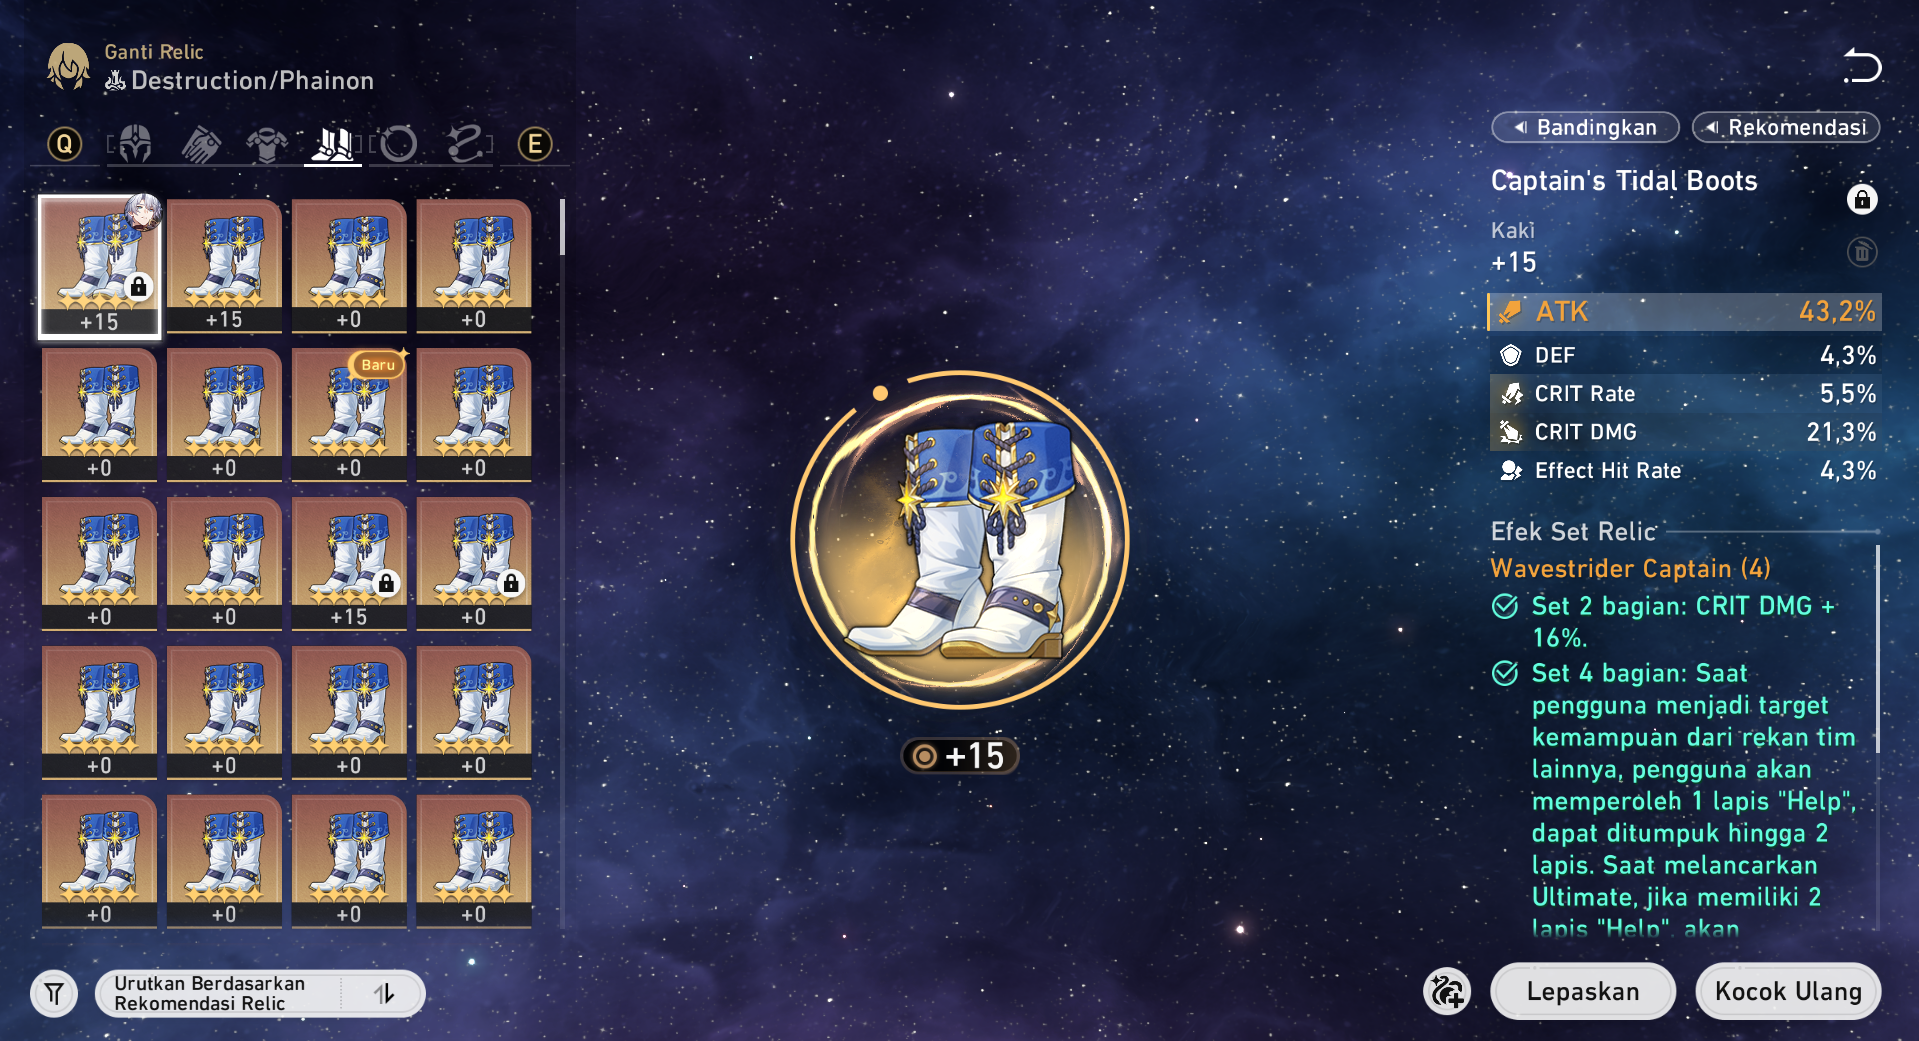 Ganti Relic
Destruction/Phainon
Q
E
+15
+15
+0
+0
Baru
+0
+0
+0
+0
+0
+0
+15
+0
+0
+0
+0
+0
+0
+0
+0
+0
Urutkan Berdasarkan
Rekomendasi Relic
+15
Bandingkan
Rekomendasi
Captain's Tidal Boots
Kaki
+15
ATK 43,2%
DEF 4,3%
CRIT Rate 5,5%
CRIT DMG 21,3%
Effect Hit Rate 4,3%
Efek Set Relic
Wavestrider Captain (4)
Set 2 bagian: CRIT DMG +
16%.
Set 4 bagian: Saat
pengguna menjadi target
kemampuan dari rekan tim
lainnya, pengguna akan
memperoleh 1 lapis "Help",
dapat ditumpuk hingga 2
lapis. Saat melancarkan
Ultimate, jika memiliki 2
lapis "Help", akan
Lepaskan
Kocok Ulang